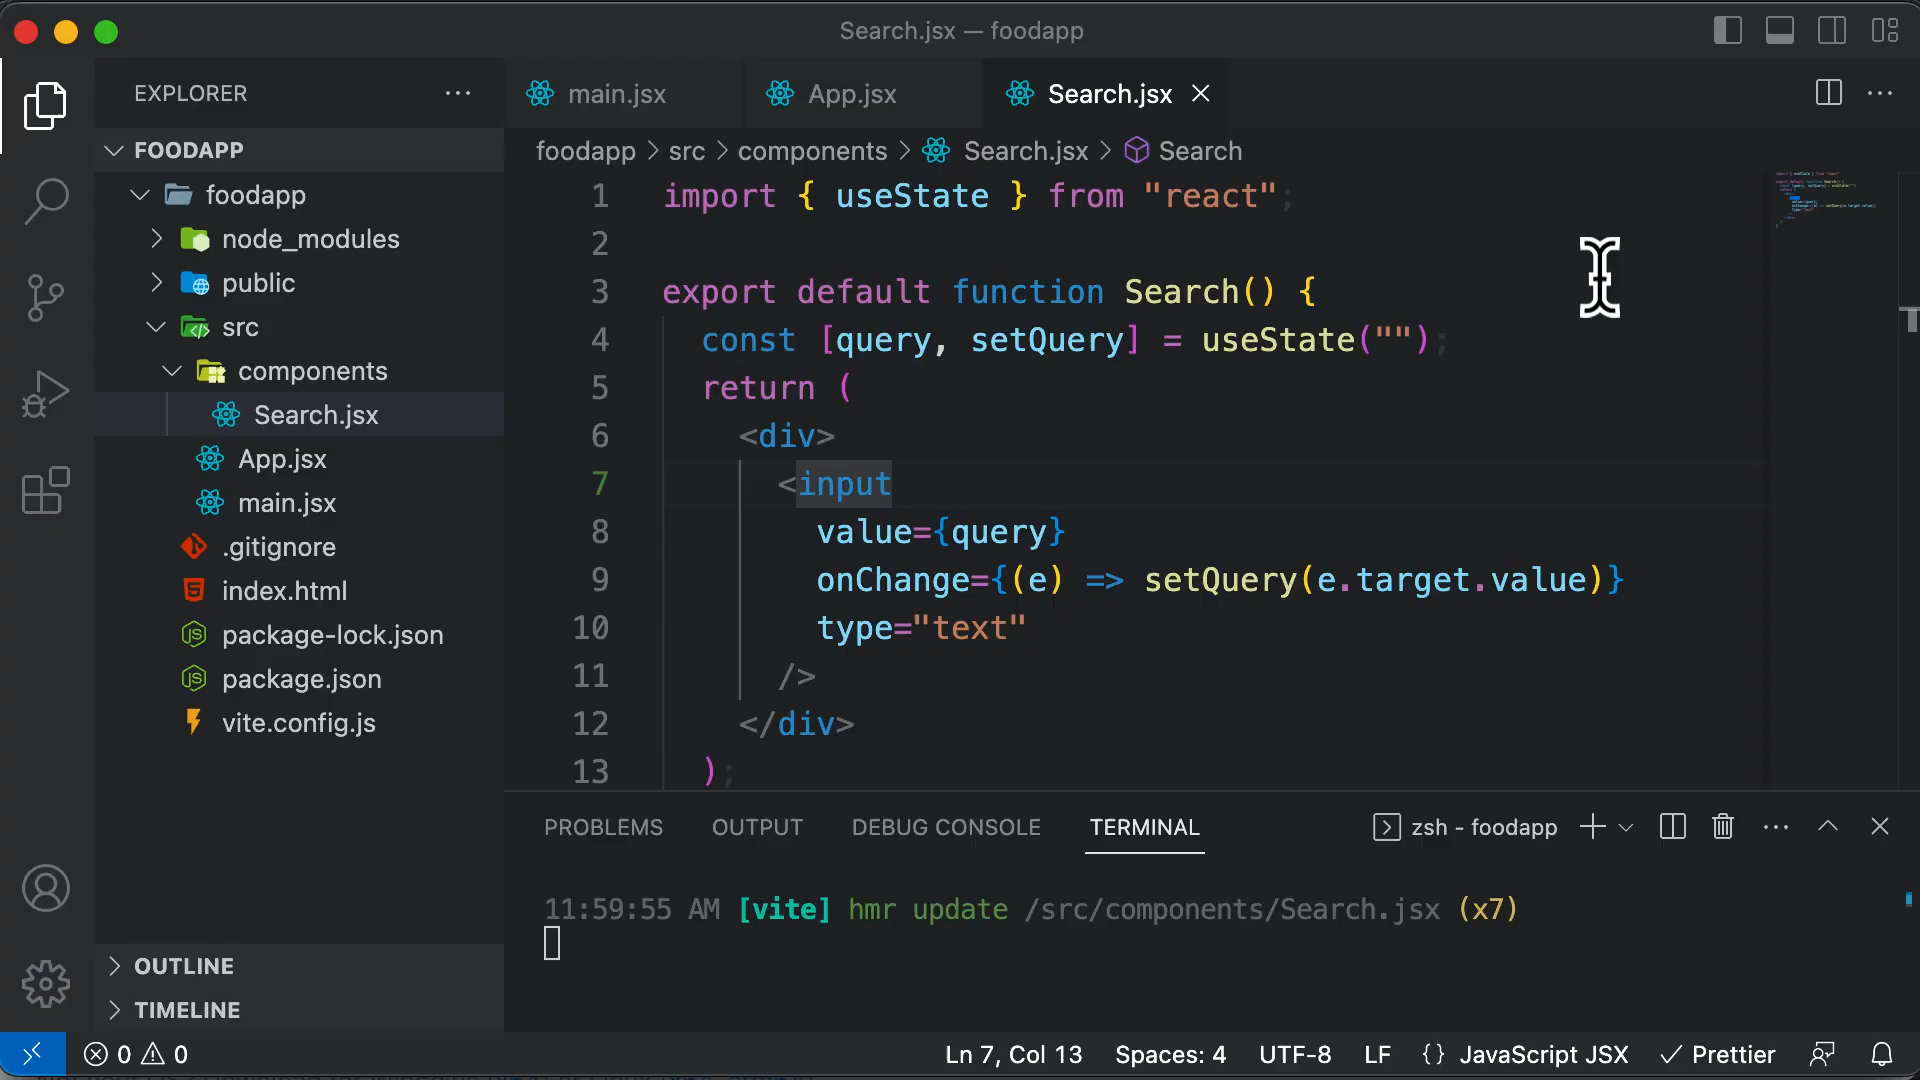 Search.jsx — foodapp
EXPLORER
main.jsx
App.jsx
Search.jsx
FOODAPP
foodapp > src > components > Search.jsx > Search
foodapp
node_modules
public
src
components
Search.jsx
App.jsx
main.jsx
.gitignore
index.html
package-lock.json
package.json
vite.config.js
OUTLINE
TIMELINE
1 import { useState } from "react";
2
3 export default function Search() {
4 const [query, setQuery] = useState("");
5 return (
6 <div>
7 <input
8 value={query}
9 onChange={(e) => setQuery(e.target.value)}
10 type="text"
11 />
12 </div>
13 );
PROBLEMS OUTPUT DEBUG CONSOLE TERMINAL
zsh - foodapp
11:59:55 AM [vite] hmr update /src/components/Search.jsx (x7)
0 0
Ln 7, Col 13 Spaces: 4 UTF-8 LF {} JavaScript JSX Prettier